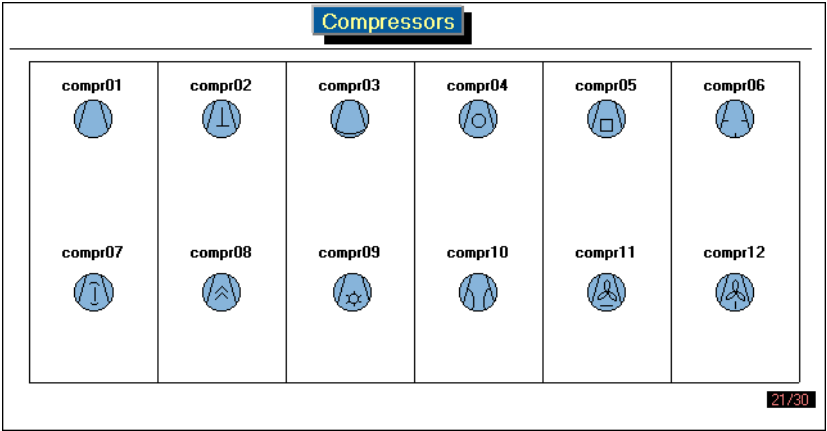 Compressors
compr01 compr02 compr03 compr04 compr05 compr06
compr07 compr08 compr09 compr10 compr11 compr12
21/30